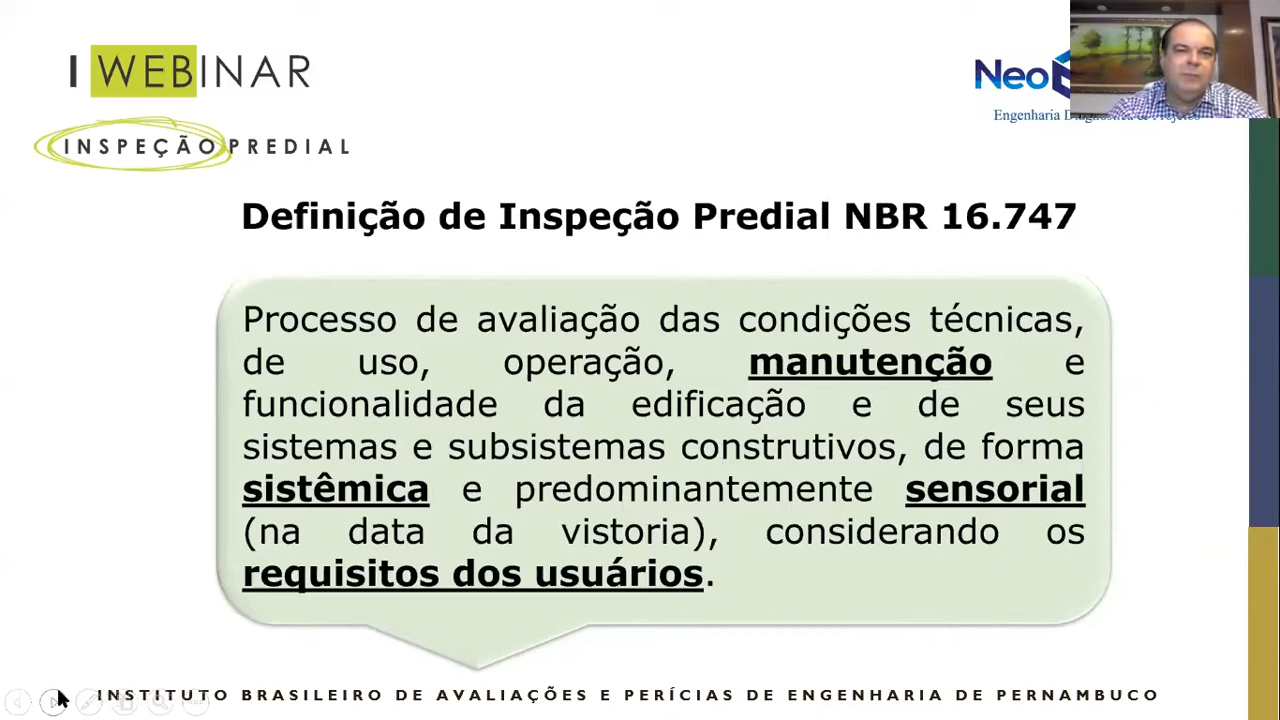 I WEBINAR
INSPEÇÃO PREDIAL
Neo
Engenharia
Definição de Inspeção Predial NBR 16.747
Processo de avaliação das condições técnicas,
de uso, operação, manutenção e
funcionalidade da edificação e de seus
sistemas e subsistemas construtivos, de forma
sistêmica e predominantemente sensorial
(na data da vistoria), considerando os
requisitos dos usuários.
INSTITUTO BRASILEIRO DE AVALIAÇÕES E PERÍCIAS DE ENGENHARIA DE PERNAMBUCO